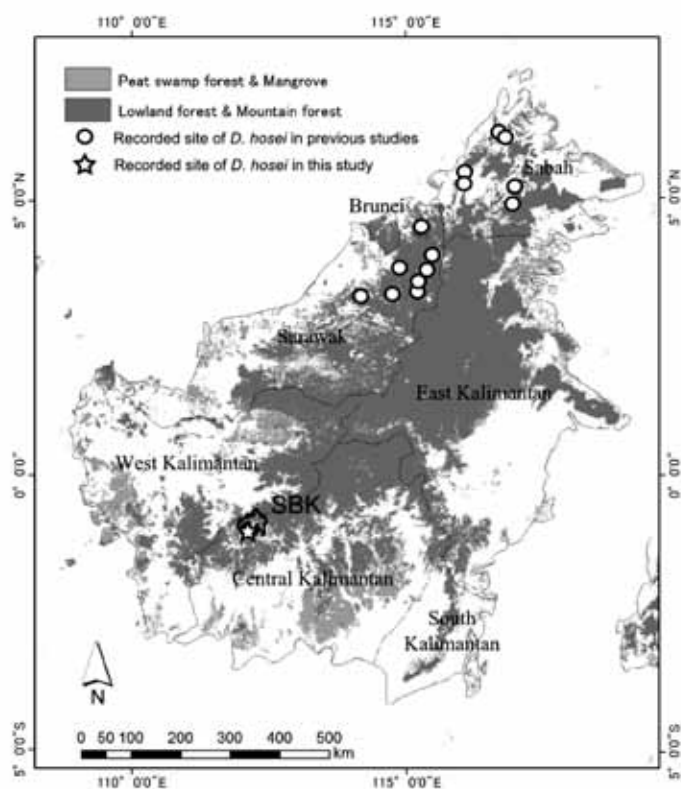 110° 0'0"E 115° 0'0"E
Peat swamp forest & Mangrove
Lowland forest & Mountain forest
Recorded site of D. hosei in previous studies
Recorded site of D. hosei in this study
Sabah
5° 0'0"N 5° 0'0"N
Brunei
Sarawak
East Kalimantan
West Kalimantan
0° 0'0" 0° 0'0"
SBK
Central Kalimantan
South
Kalimantan
N
0 50 100 200 300 400 500
km
5° 0'0"S 5° 0'0"S
110° 0'0"E 115° 0'0"E